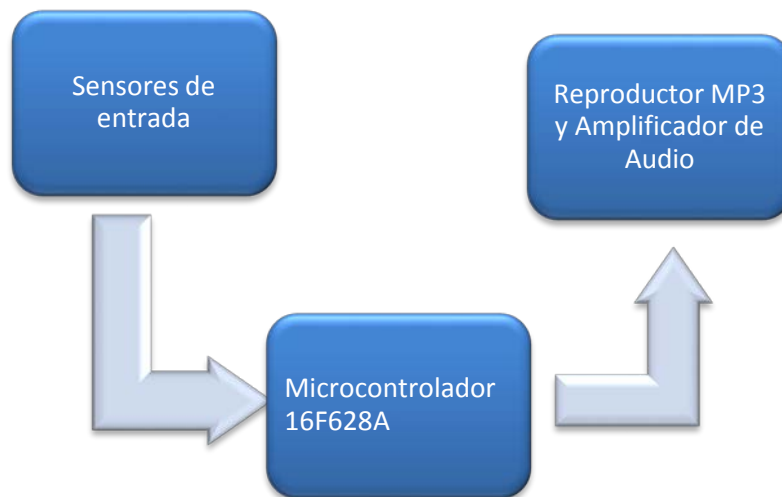 Sensores de
entrada
Reproductor MP3
y Amplificador de
Audio
Microcontrolador
16F628A